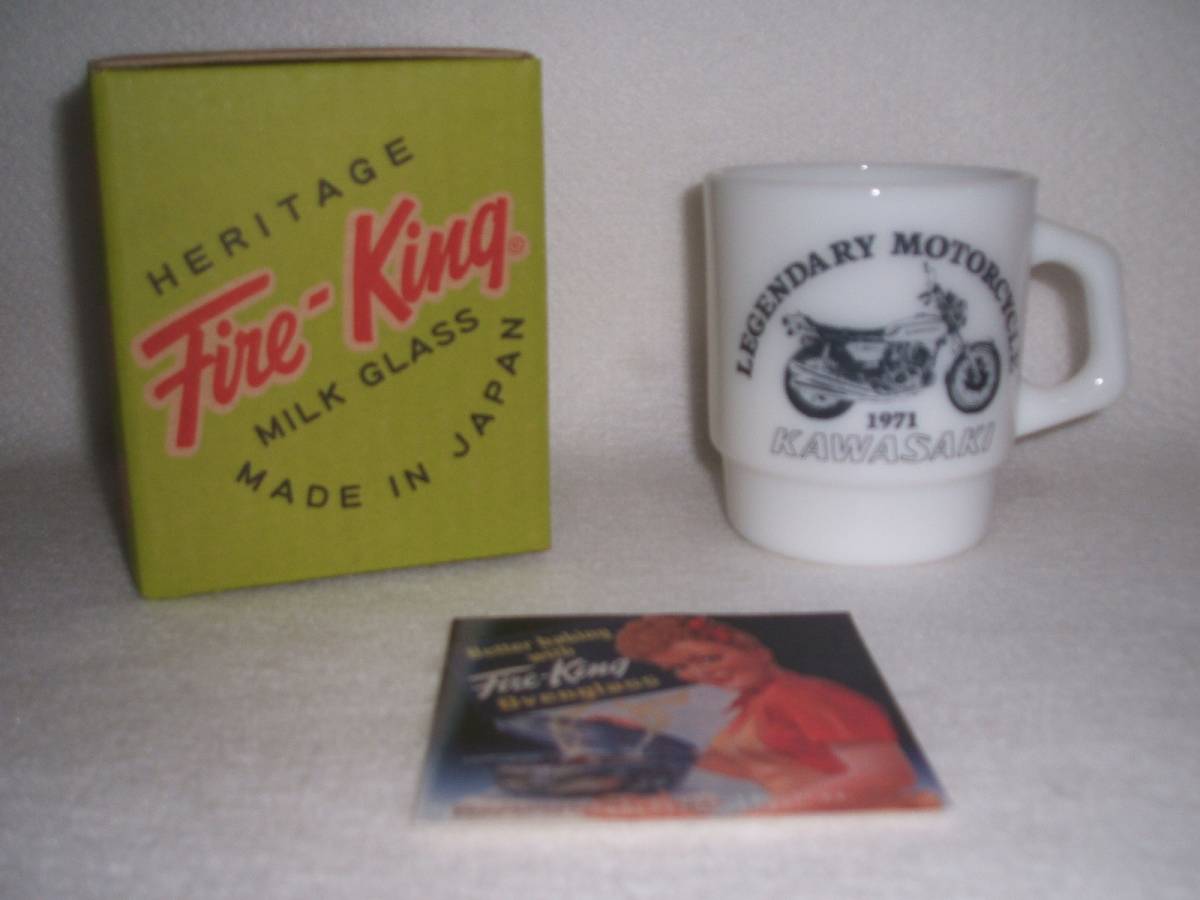 HERITAGE
Fire-King®
MILK GLASS
MADE IN JAPAN
LEGENDARY MOTORCYCLE
1971
KAWASAKI
Better baking
with
Fire-King
Ovenglass